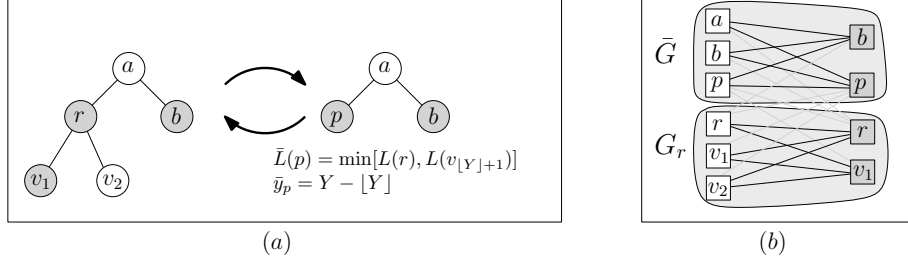 a
r
b
v₁
v₂
a
p
b
L̄(p) = min[L(r), L(v⌊Y⌋+1)]
ȳₚ = Y − ⌊Y⌋
(a)
Ḡ
a
b
p
b
p
Gᵣ
r
v₁
v₂
r
v₁
(b)